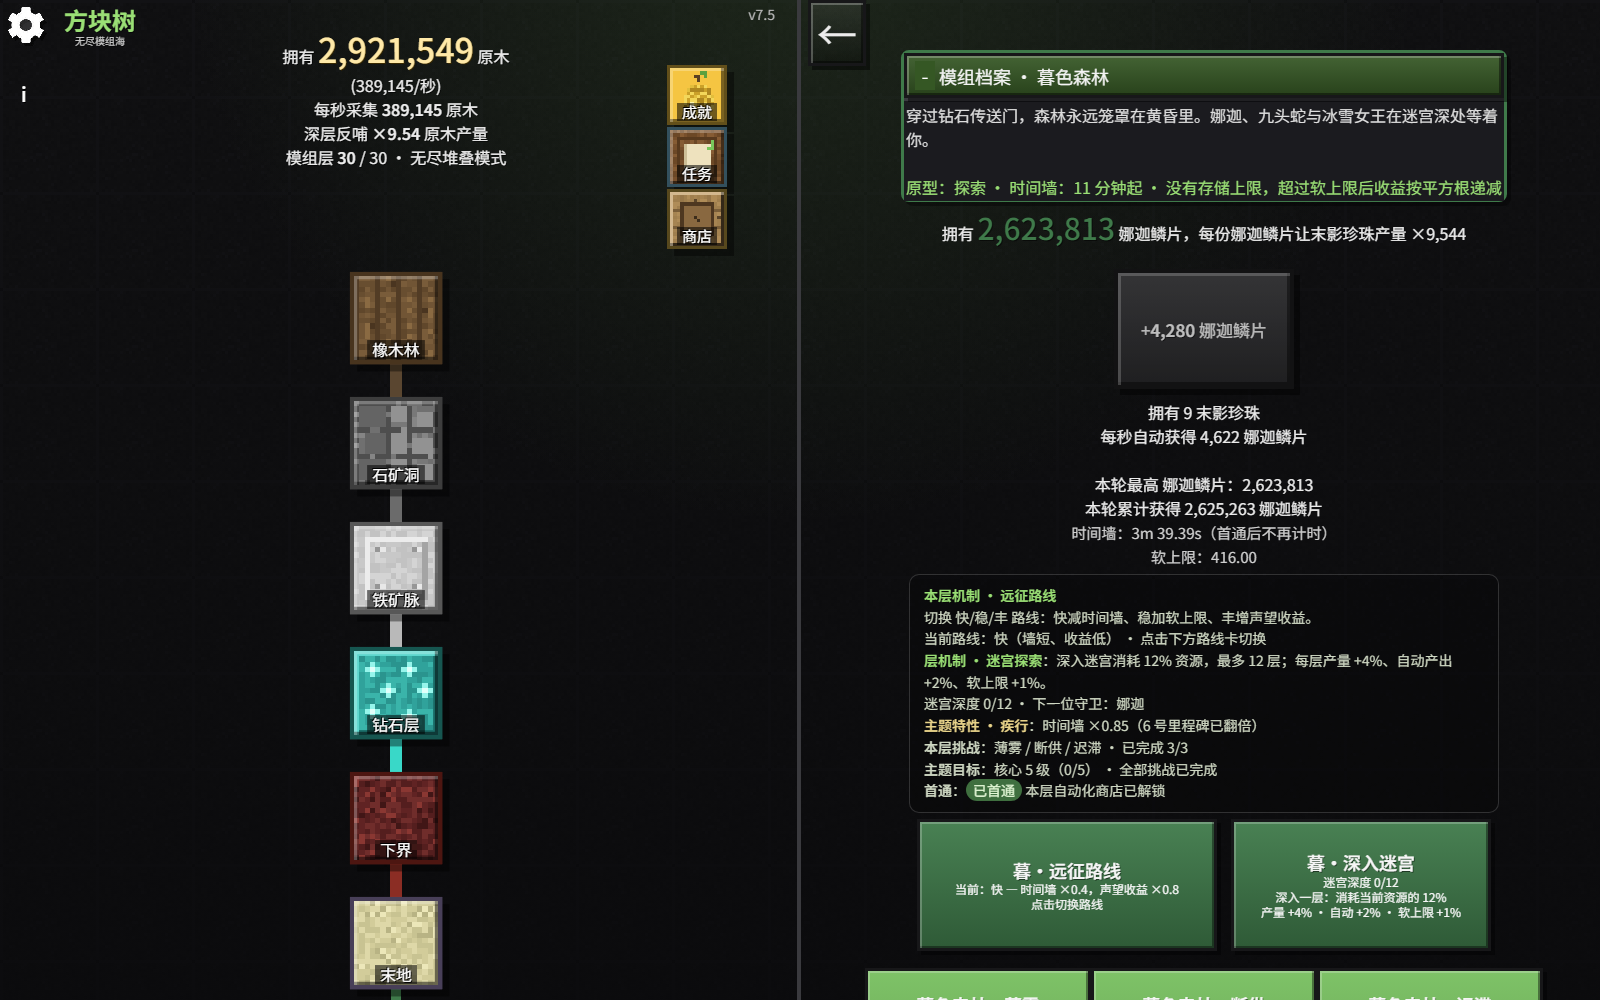 方块树
无尽模组海
v7.5
i
拥有 2,921,549 原木
(389,145/秒)
每秒采集 389,145 原木
深层反哺 ×9.54 原木产量
模组层 30 / 30 · 无尽堆叠模式
成就
任务
商店
橡木林
石矿洞
铁矿脉
钻石层
下界
末地
←
- 模组档案 · 暮色森林
穿过钻石传送门，森林永远笼罩在黄昏里。娜迦、九头蛇与冰雪女王在迷宫深处等着
你。
原型：探索 · 时间墙：11 分钟起 · 没有存储上限，超过软上限后收益按平方根递减
拥有 2,623,813 娜迦鳞片，每份娜迦鳞片让末影珍珠产量 ×9,544
+4,280 娜迦鳞片
拥有 9 末影珍珠
每秒自动获得 4,622 娜迦鳞片
本轮最高 娜迦鳞片：2,623,813
本轮累计获得 2,625,263 娜迦鳞片
时间墙：3m 39.39s（首通后不再计时）
软上限：416.00
本层机制 · 远征路线
切换 快/稳/丰 路线：快减时间墙、稳加软上限、丰增声望收益。
当前路线：快（墙短、收益低） · 点击下方路线卡切换
层机制 · 迷宫探索：深入迷宫消耗 12% 资源，最多 12 层；每层产量 +4%、自动产出
+2%、软上限 +1%。
迷宫深度 0/12 · 下一位守卫：娜迦
主题特性 · 疾行：时间墙 ×0.85（6 号里程碑已翻倍）
本层挑战：薄雾 / 断供 / 迟滞 · 已完成 3/3
主题目标：核心 5 级（0/5） · 全部挑战已完成
首通： 已首通 本层自动化商店已解锁
暮·远征路线
当前：快 — 时间墙 ×0.4，声望收益 ×0.8
点击切换路线
暮·深入迷宫
迷宫深度 0/12
深入一层：消耗当前资源的 12%
产量 +4% · 自动 +2% · 软上限 +1%